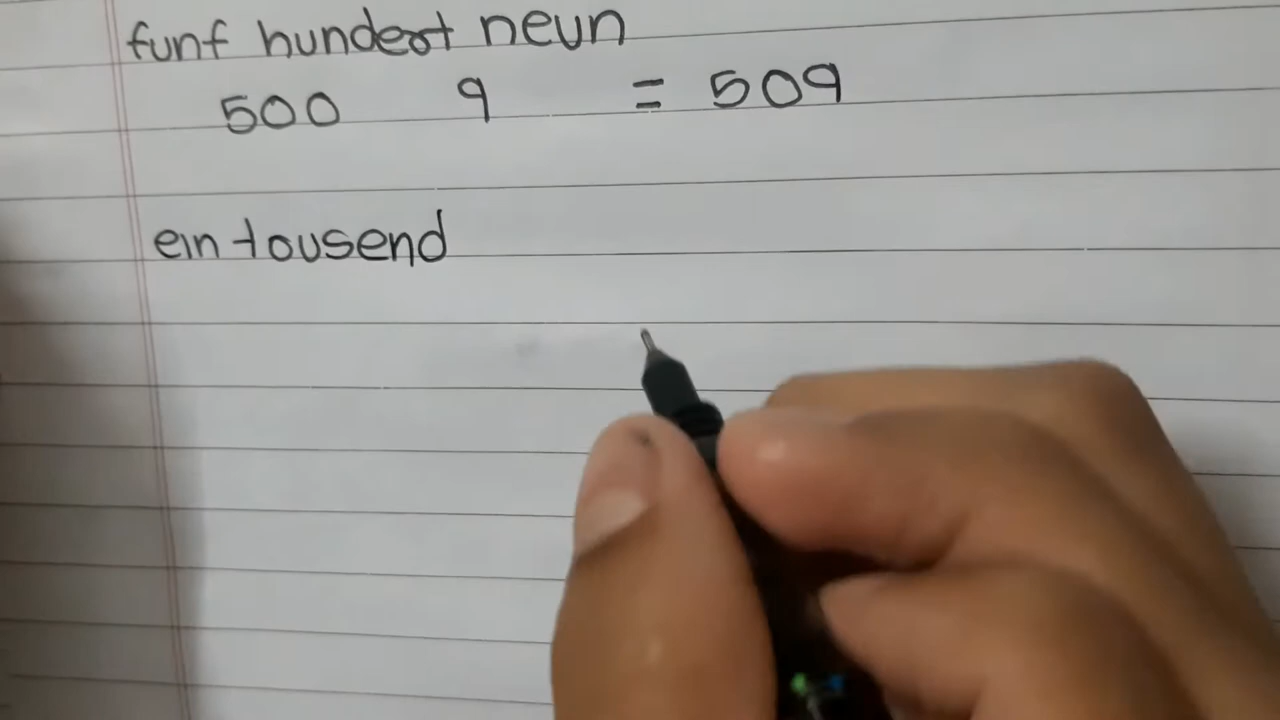 funf hundert neun
500 9 = 509
ein tousend